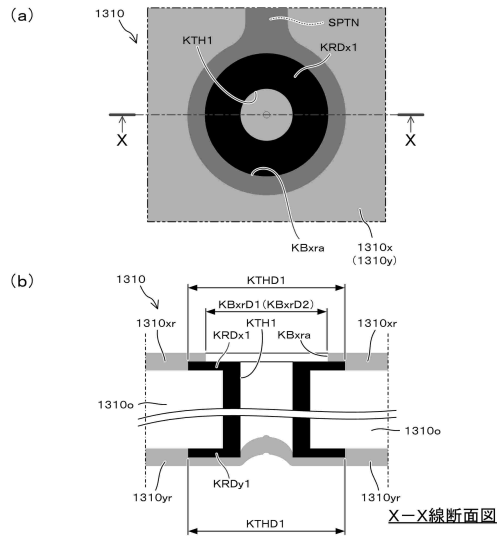 (a)
1310
SPTN
KTH1
KRDx1
X
X
KBxra
1310x
(1310y)
(b)
1310
KTHD1
KBxrD1(KBxrD2)
KTH1
KRDx1
KBxra
1310xr
1310xr
1310o
1310o
1310yr
KRDy1
1310yr
KTHD1
X-X線断面図